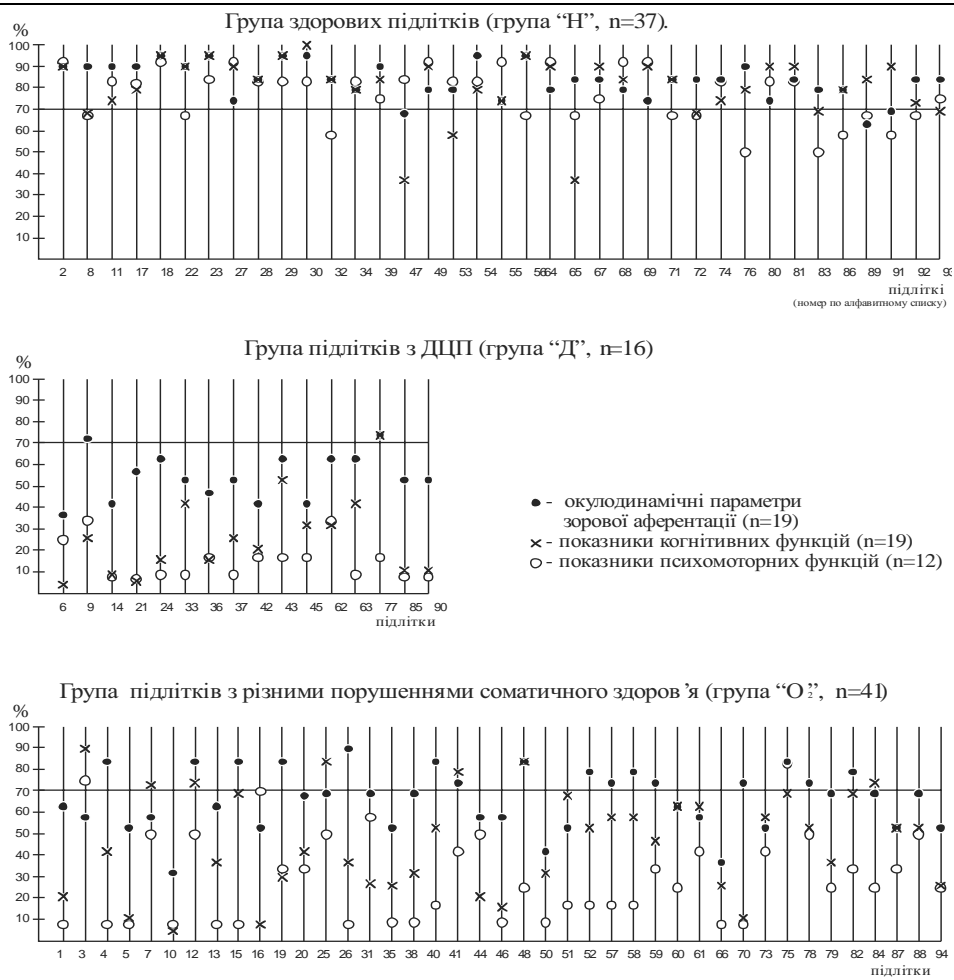 Група здорових підлітків (група “Н”, n=37).
%
100
90
80
70
60
50
40
30
20
10
2 8 11 17 18 22 23 27 28 29 30 32 34 39 47 49 53 54 55 56 64 65 67 68 69 71 72 74 76 80 81 83 86 89 91 92 93
підліткі
(номер по алфавитному списку)
Група підлітків з ДЦП (група “Д”, n=16)
%
100
90
80
70
60
50
40
30
20
10
6 9 14 21 24 33 36 37 42 43 45 62 63 77 85 90
підлітки
- окулодинамічні параметри
зорової аферентації (n=19)
- показники когнітивних функцій (n=19)
- показники психомоторних функцій (n=12)
Група підлітків з різними порушеннями соматичного здоров’я (група “О”, n=41)
%
100
90
80
70
60
50
40
30
20
10
1 3 4 5 7 10 12 13 15 16 19 20 25 26 31 35 38 40 41 44 46 48 50 51 52 57 58 59 60 61 66 70 73 75 78 79 82 84 87 88 94
підлітки